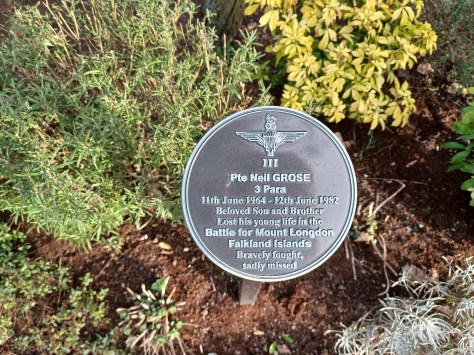 III
Pte Neil GROSE
3 Para
11th June 1964 - 12th June 1982
Beloved Son and Brother
Lost his young life in the
Battle for Mount Longdon
Falkland Islands
Bravely fought,
sadly missed